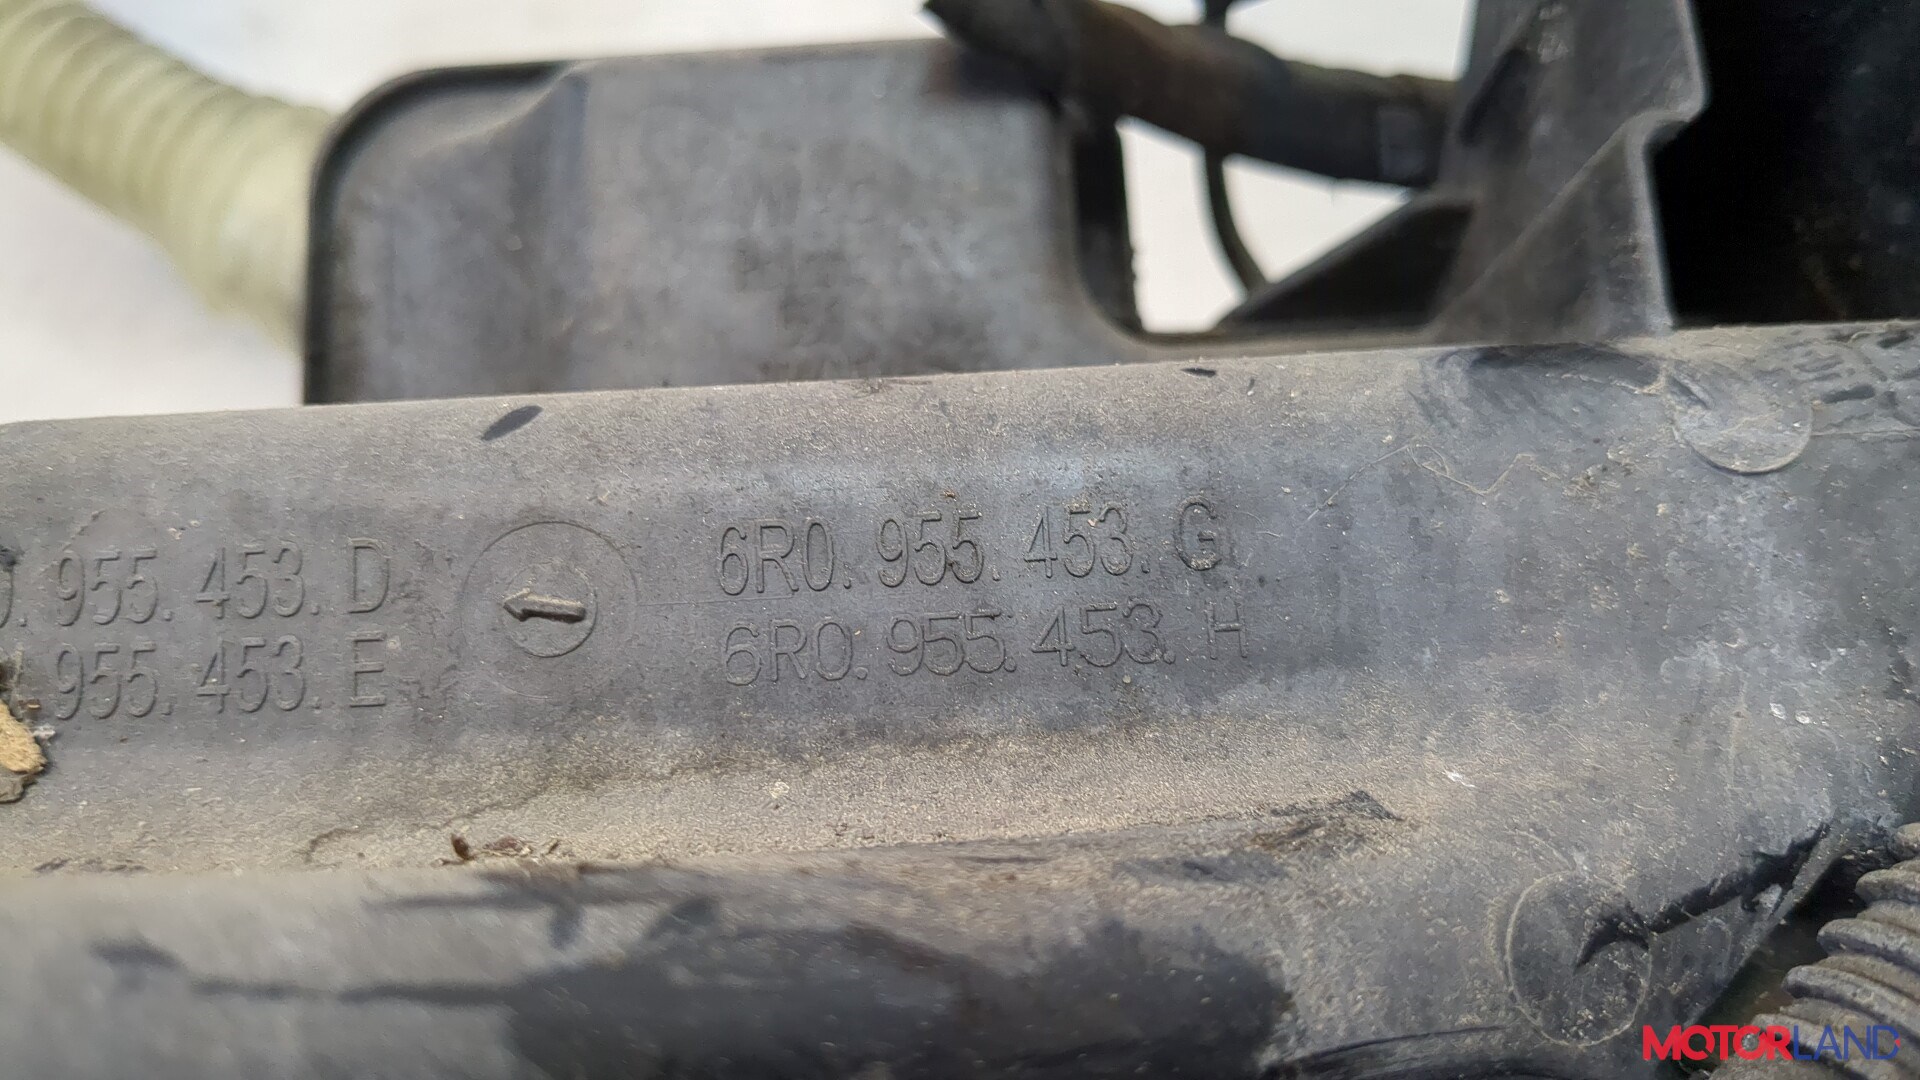 0. 955. 453. D
955. 453. E
6R0. 955. 453. G
6R0. 955. 453. H
MOTORLAND